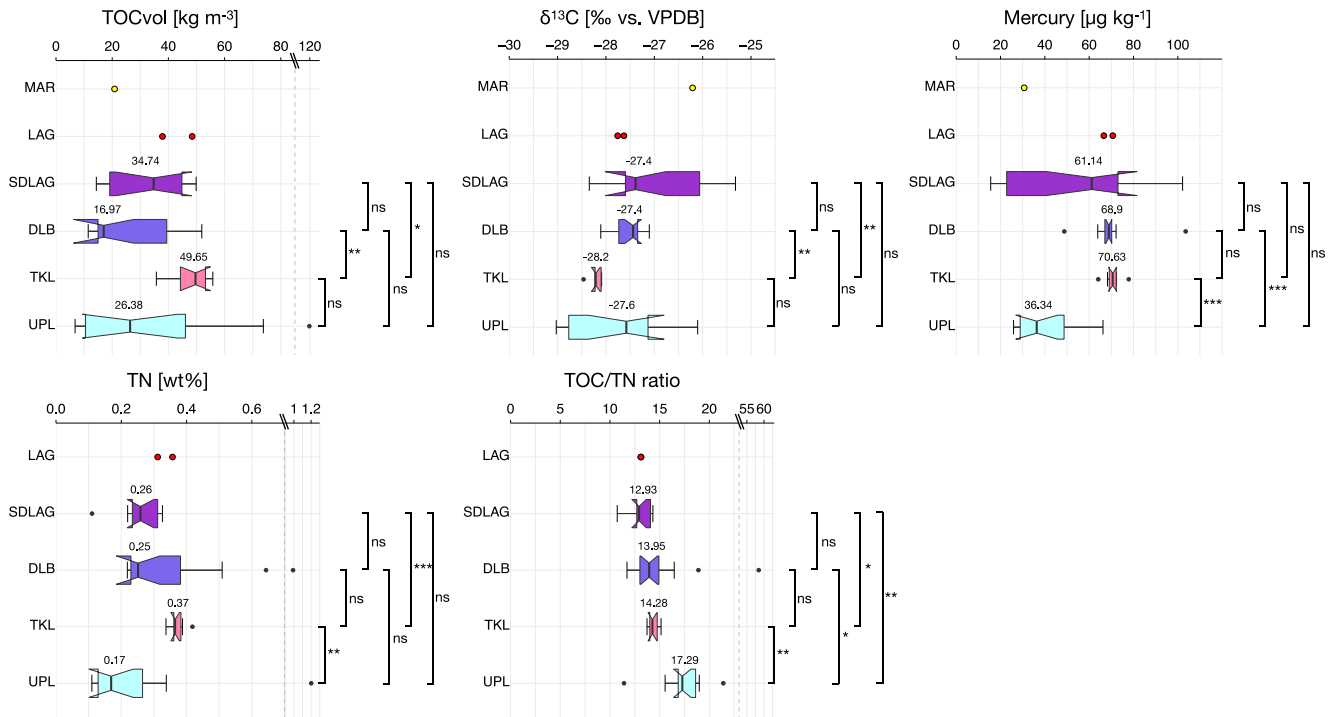 TOCvol [kg m⁻³]
0 20 40 60 80 120
MAR
LAG
34.74
SDLAG
16.97
DLB
49.65
TKL
26.38
UPL
ns
**
ns
*
ns
ns
δ¹³C [‰ vs. VPDB]
−30 −29 −28 −27 −26 −25
MAR
LAG
-27.4
SDLAG
-27.4
DLB
-28.2
TKL
-27.6
UPL
ns
**
ns
**
ns
ns
Mercury [µg kg⁻¹]
0 20 40 60 80 100
MAR
LAG
61.14
SDLAG
68.9
DLB
70.63
TKL
36.34
UPL
ns
ns
***
ns
***
ns
TN [wt%]
0.0 0.2 0.4 0.6 1 1.2
LAG
0.26
SDLAG
0.25
DLB
0.37
TKL
0.17
UPL
ns
ns
**
***
ns
ns
TOC/TN ratio
0 5 10 15 20 55 60
LAG
12.93
SDLAG
13.95
DLB
14.28
TKL
17.29
UPL
ns
ns
**
*
*
**